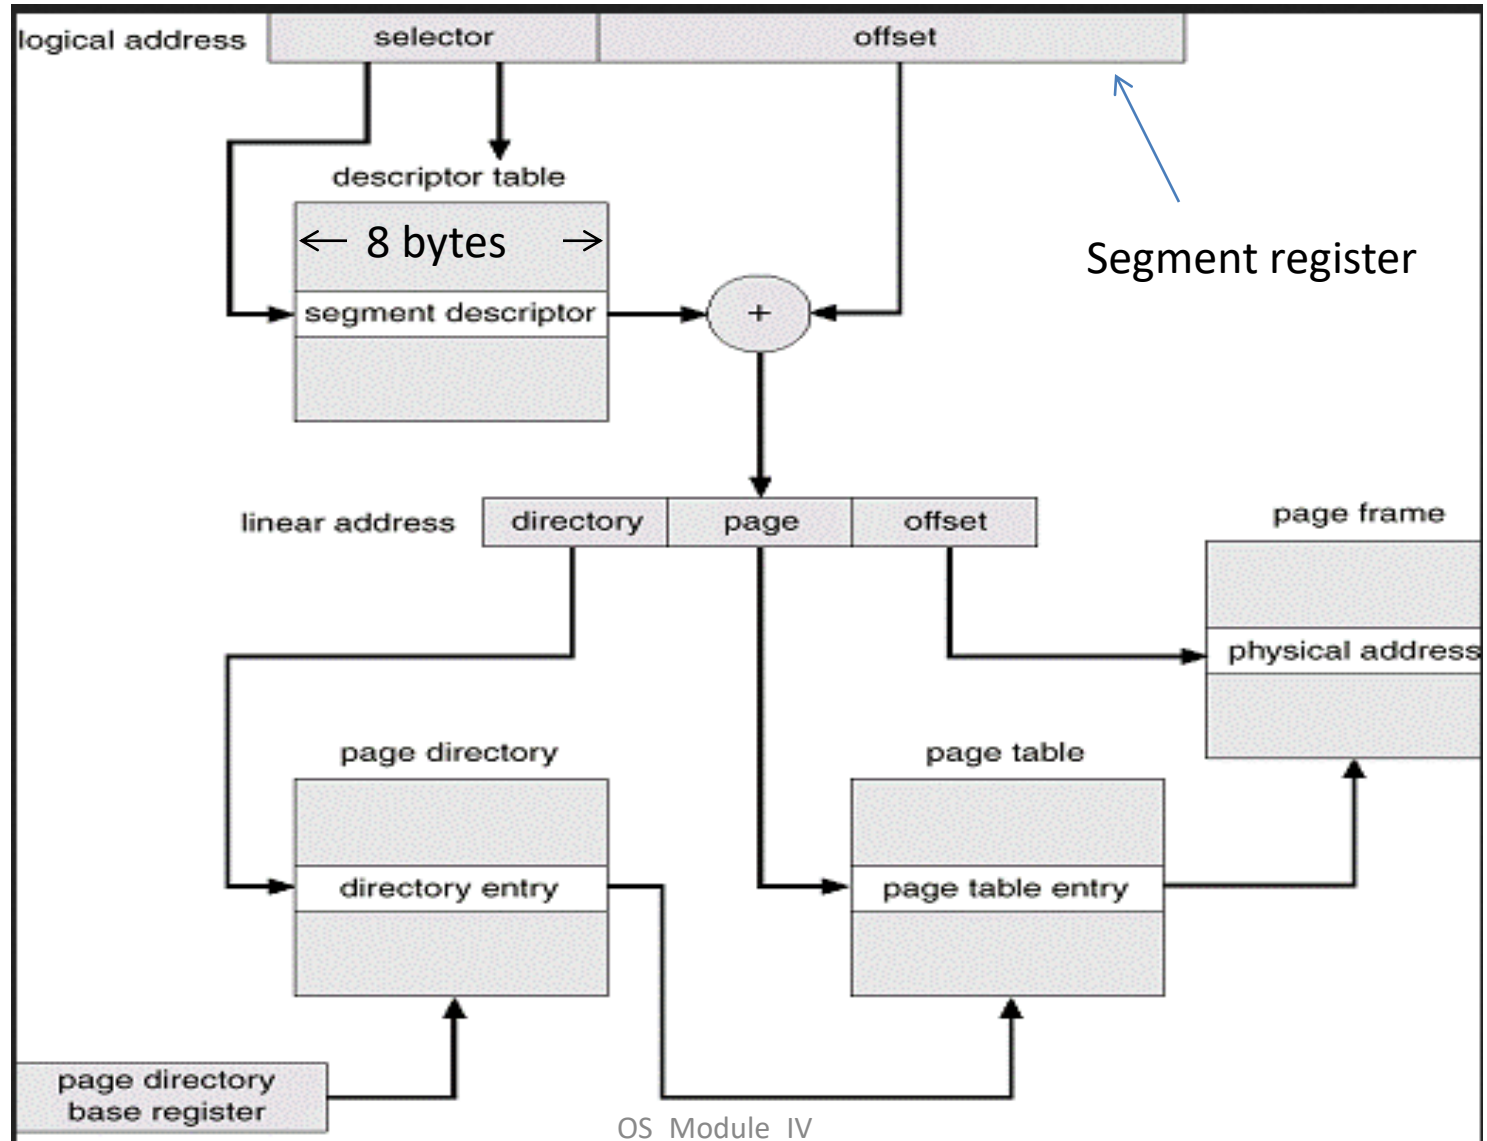 logical address selector offset
descriptor table
8 bytes
Segment register
segment descriptor +
linear address directory page offset
page frame
physical address
page directory page table
directory entry page table entry
page directory
base register
OS Module IV